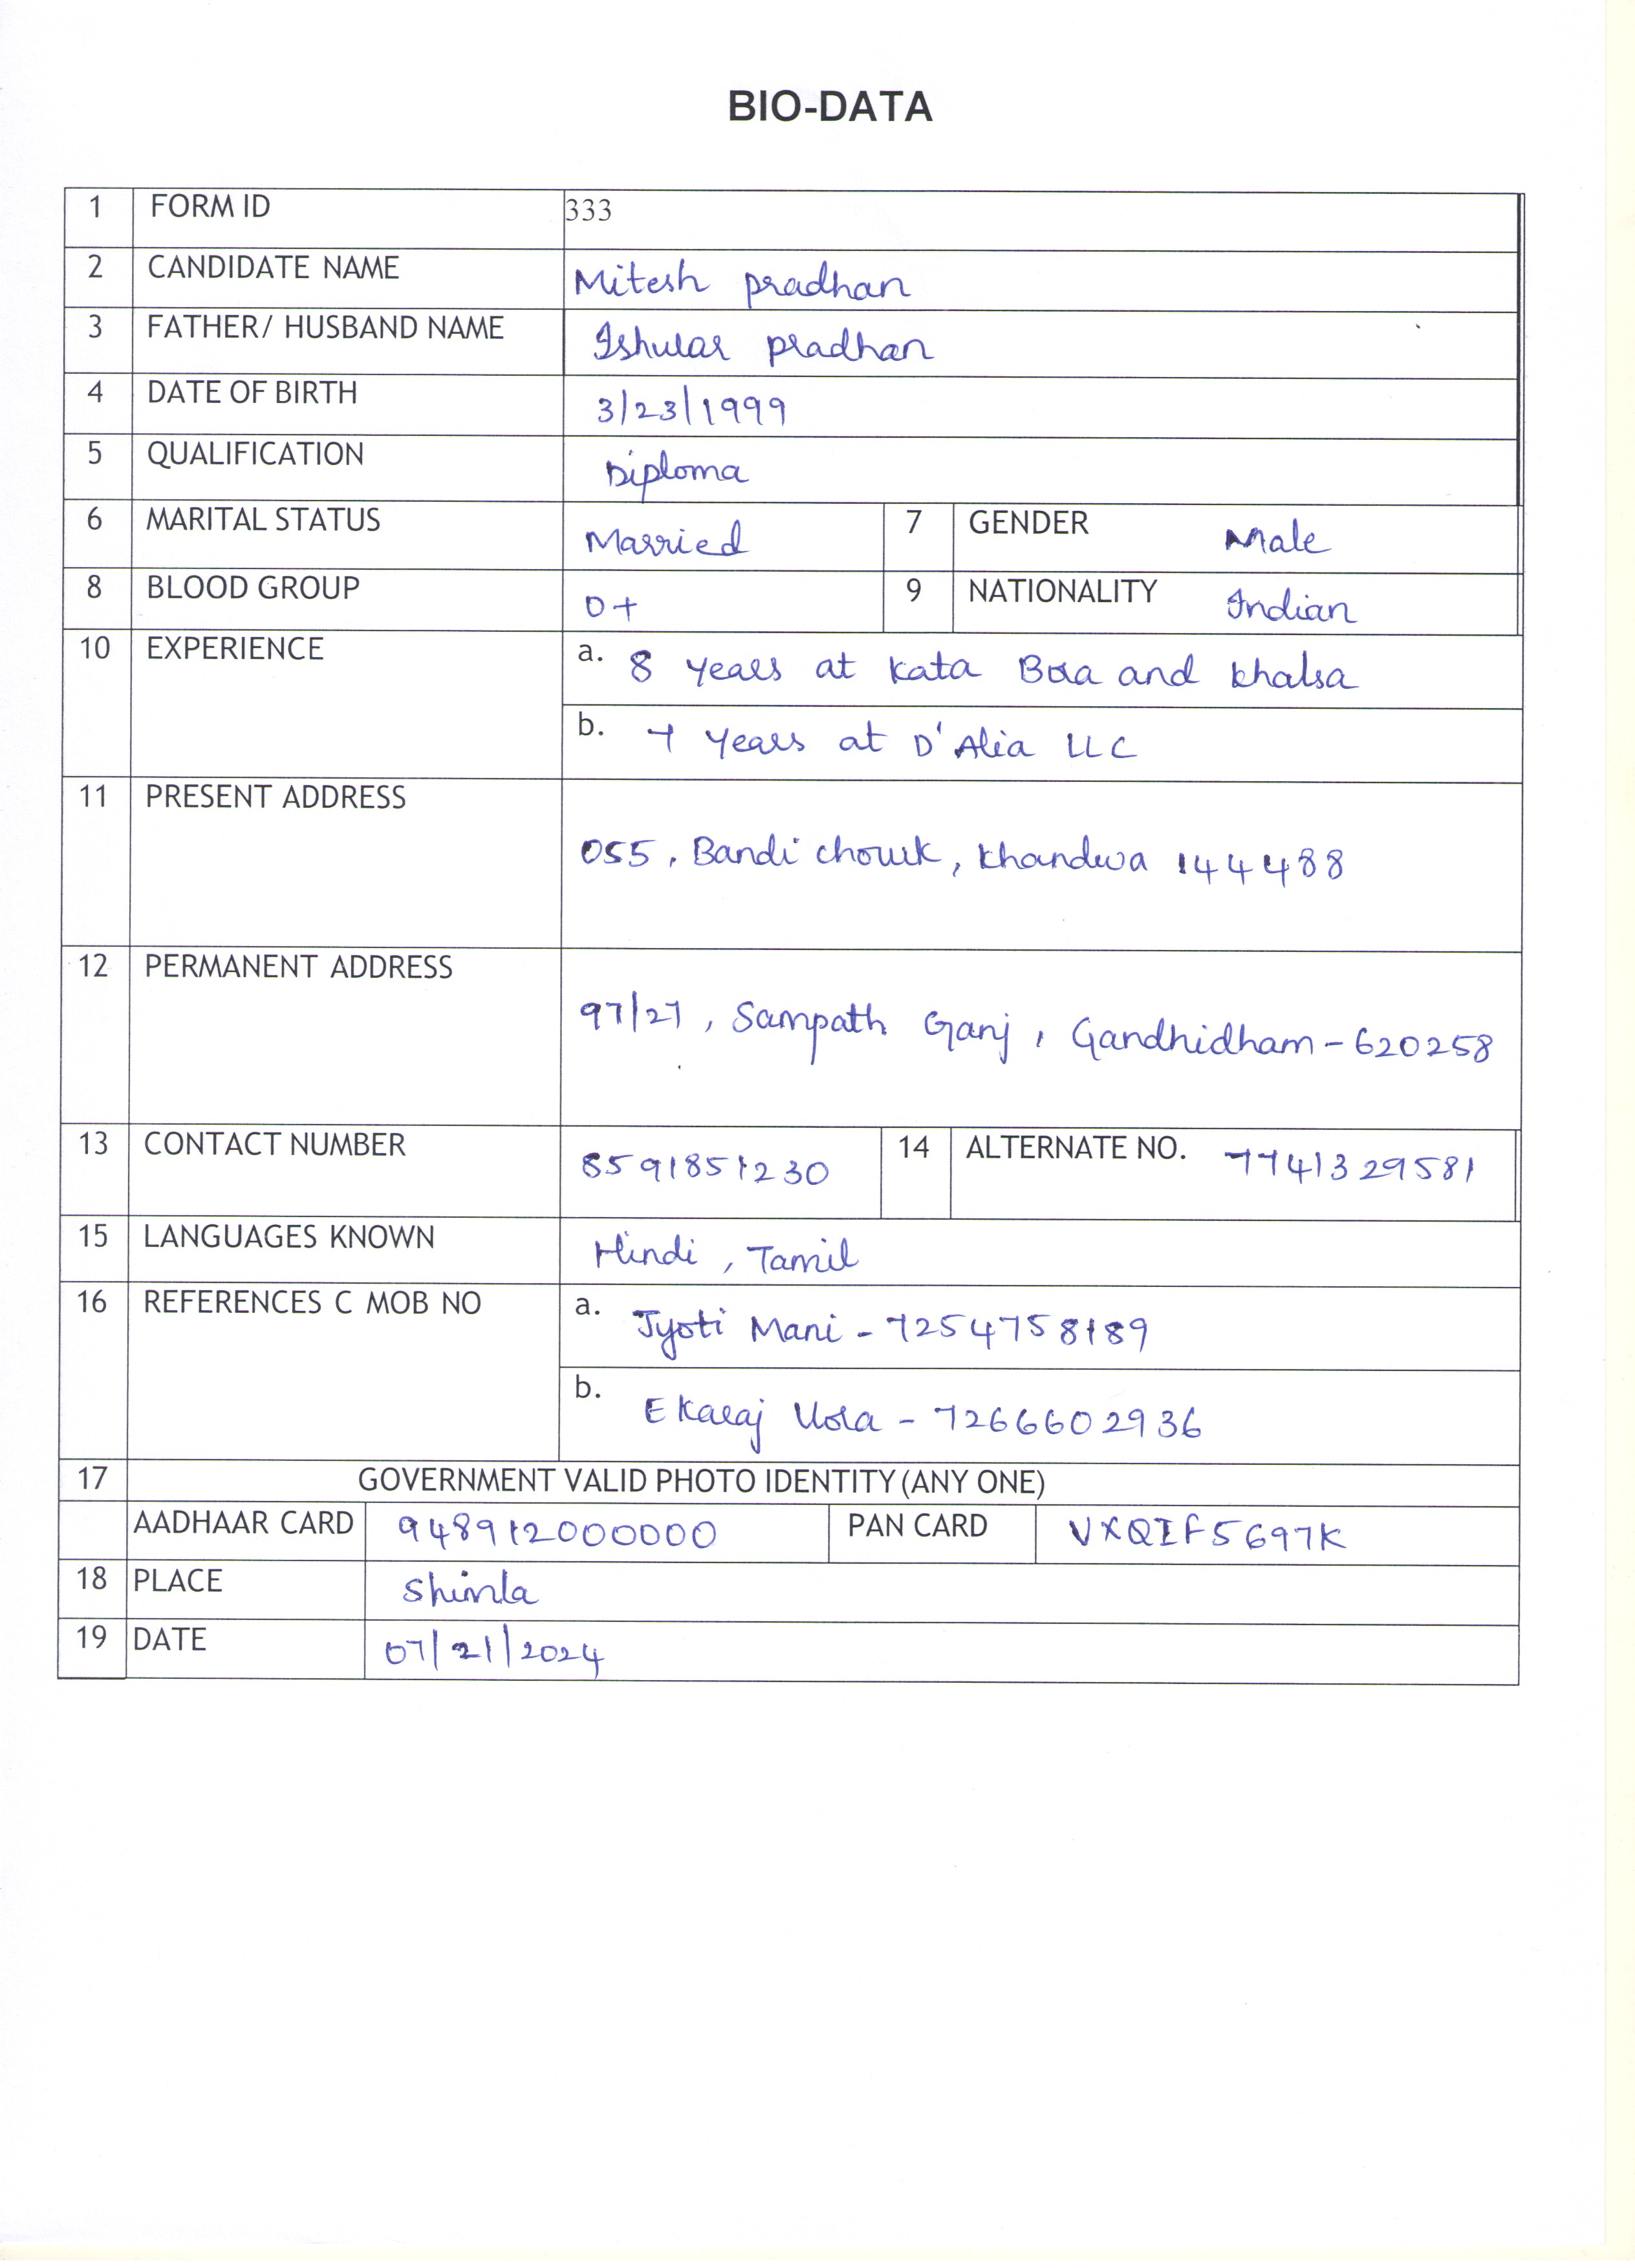 BIO-DATA
1 FORM ID 333
2 CANDIDATE NAME Mitesh Pradhan
3 FATHER/ HUSBAND NAME Ishwar Pradhan
4 DATE OF BIRTH 3/23/1999
5 QUALIFICATION Diploma
6 MARITAL STATUS Married 7 GENDER Male
8 BLOOD GROUP O+ 9 NATIONALITY Indian
10 EXPERIENCE a. 8 years at Kata Boa and Khalsa
b. 7 years at D'Alia LLC
11 PRESENT ADDRESS
055, Bandi chowk, Khandwa 144488
12 PERMANENT ADDRESS
97/27, Sampath Ganj, Gandhidham-620258
13 CONTACT NUMBER 8591851230 14 ALTERNATE NO. 7741329581
15 LANGUAGES KNOWN Hindi, Tamil
16 REFERENCES C MOB NO a. Jyoti Mani - 7254758189
b. Ekaraj Vora - 7266602936
17 GOVERNMENT VALID PHOTO IDENTITY(ANY ONE)
AADHAAR CARD 948912000000 PAN CARD VXQIF5697K
18 PLACE Shimla
19 DATE 07/21/2024